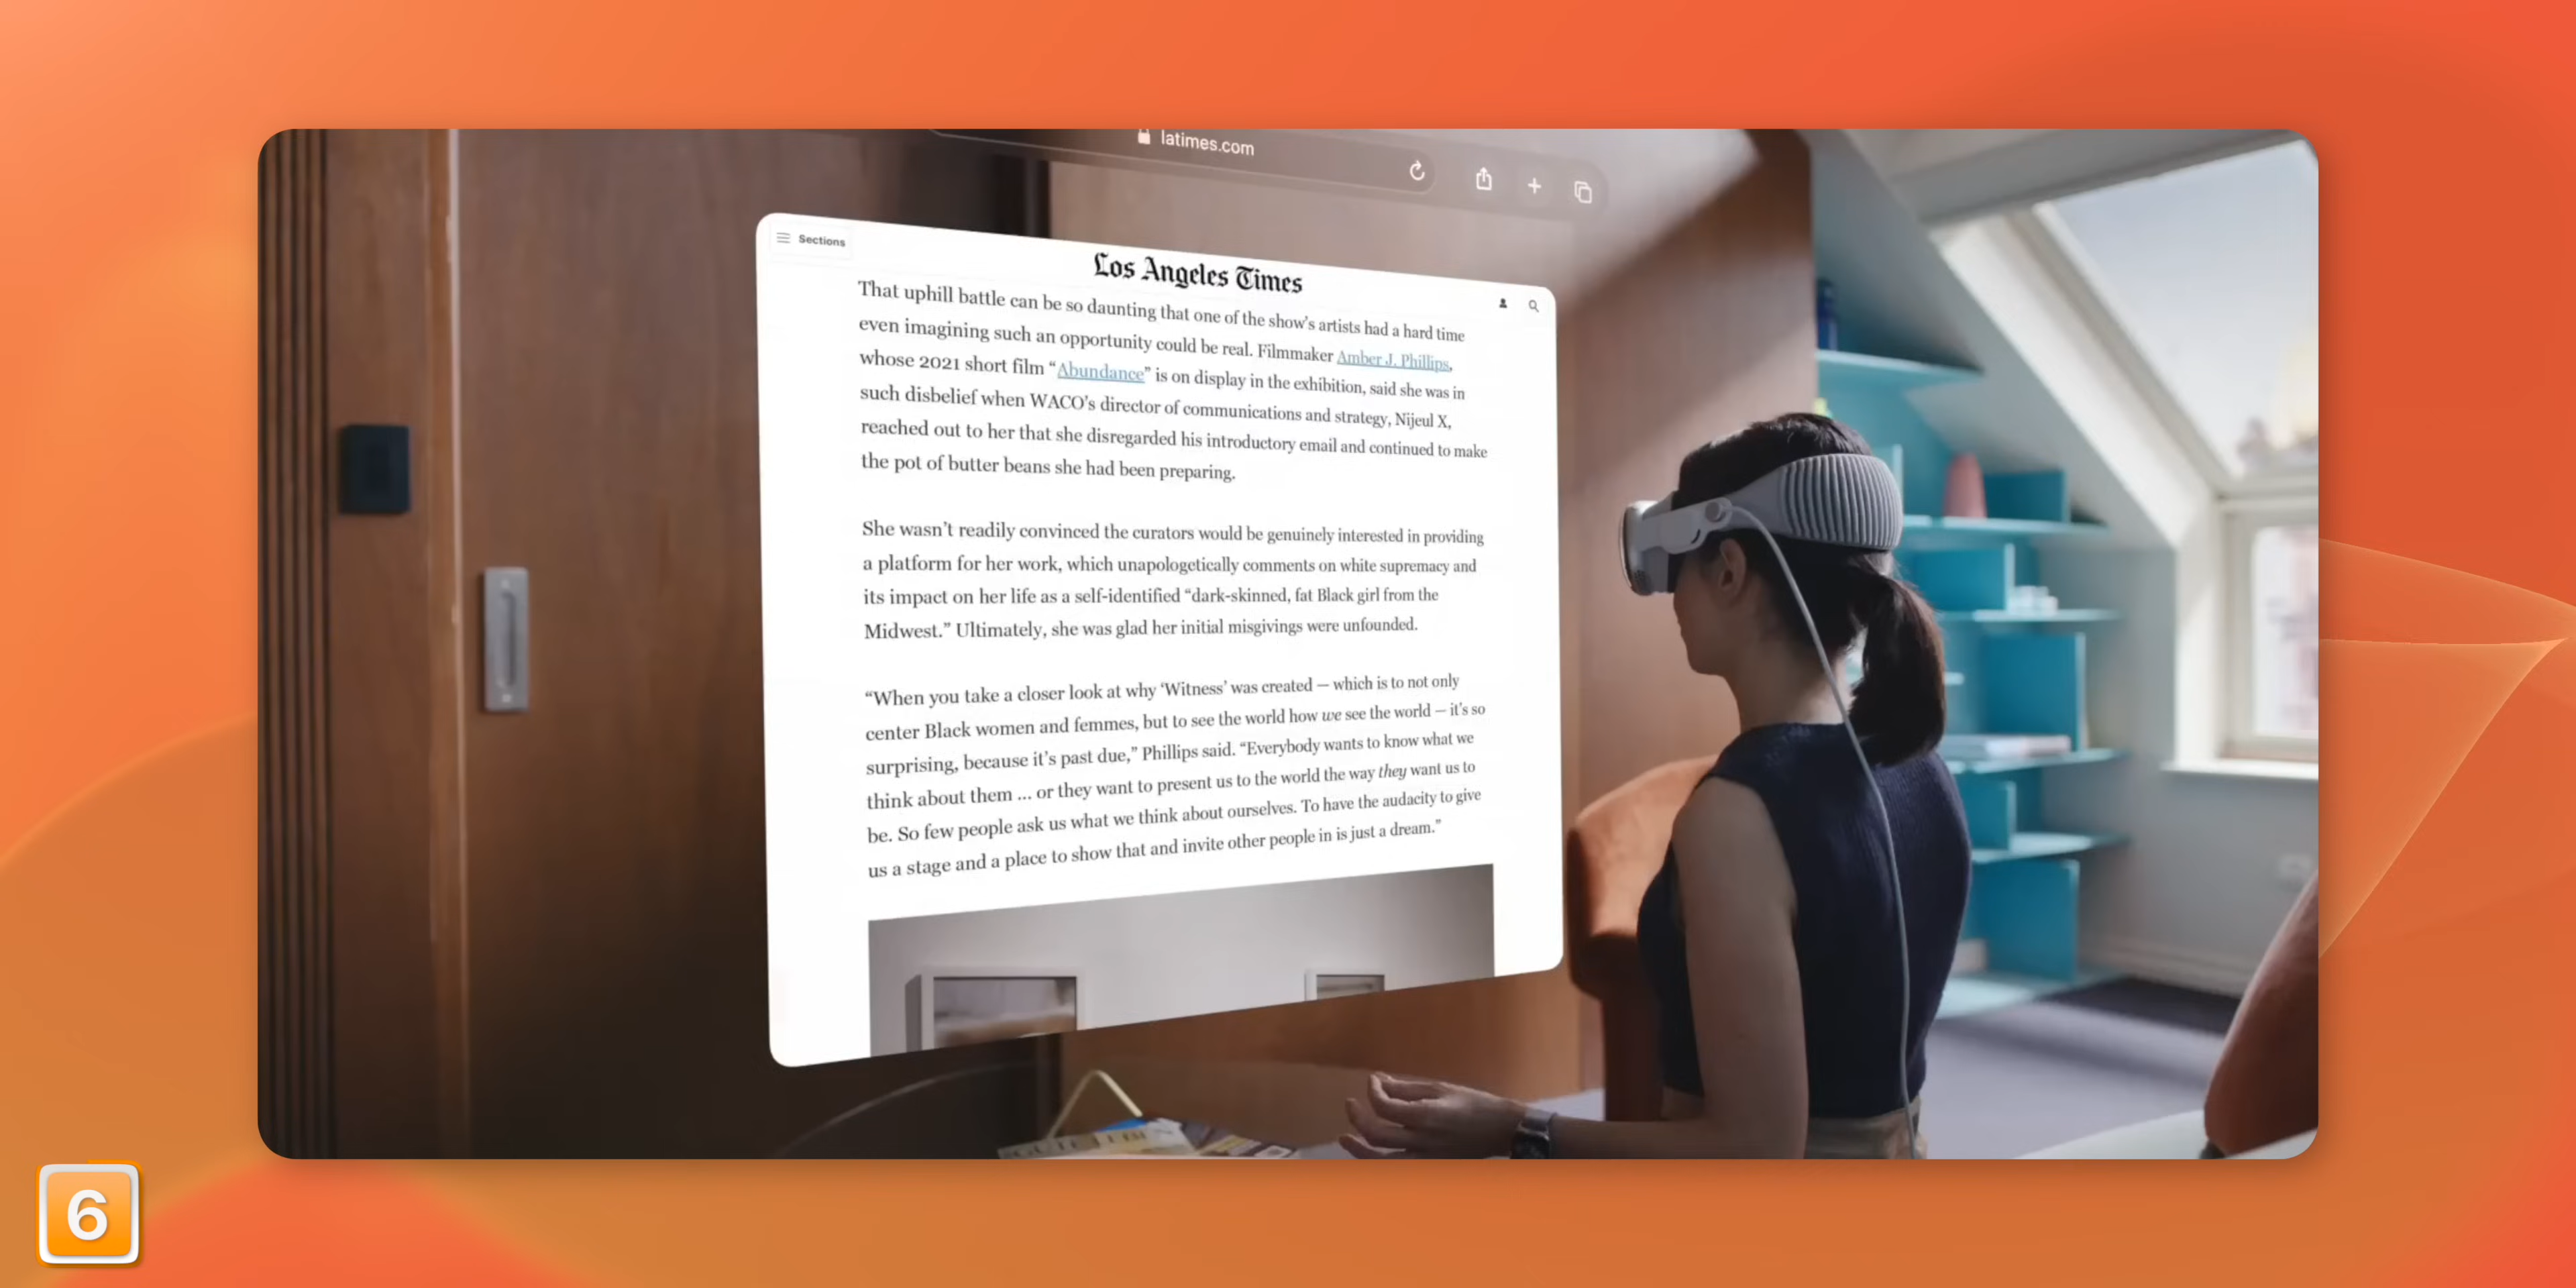 latimes.com
Sections
Los Angeles Times
That uphill battle can be so daunting that one of the show's artists had a hard time
even imagining such an opportunity could be real. Filmmaker Amber J. Phillips,
whose 2021 short film “Abundance” is on display in the exhibition, said she was in
such disbelief when WACO's director of communications and strategy, Nijeul X,
reached out to her that she disregarded his introductory email and continued to make
the pot of butter beans she had been preparing.
She wasn't readily convinced the curators would be genuinely interested in providing
a platform for her work, which unapologetically comments on white supremacy and
its impact on her life as a self-identified “dark-skinned, fat Black girl from the
Midwest.” Ultimately, she was glad her initial misgivings were unfounded.
“When you take a closer look at why ‘Witness’ was created — which is to not only
center Black women and femmes, but to see the world how we see the world — it's so
surprising, because it's past due,” Phillips said. “Everybody wants to know what we
think about them ... or they want to present us to the world the way they want us to
be. So few people ask us what we think about ourselves. To have the audacity to give
us a stage and a place to show that and invite other people in is just a dream.”
6